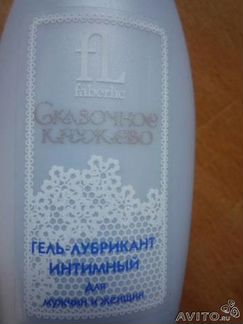 fL
faberlic
Сказочное
кружево
ГЕЛЬ-ЛУБРИКАНТ
ИНТИМНЫЙ
ДЛЯ
МУЖЧИН И ЖЕНЩИН
AVITO.ru